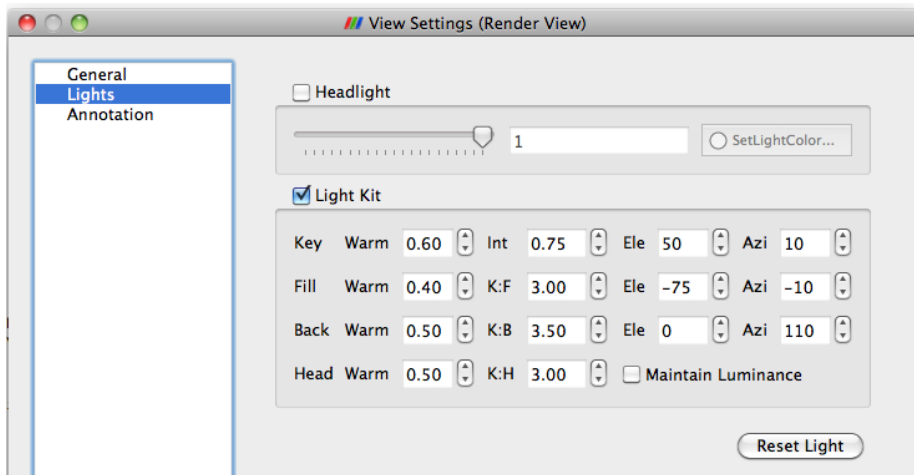 View Settings (Render View)
General
Lights
Annotation
Headlight
1 SetLightColor...
Light Kit
Key Warm 0.60 Int 0.75 Ele 50 Azi 10
Fill Warm 0.40 K:F 3.00 Ele -75 Azi -10
Back Warm 0.50 K:B 3.50 Ele 0 Azi 110
Head Warm 0.50 K:H 3.00 Maintain Luminance
Reset Light